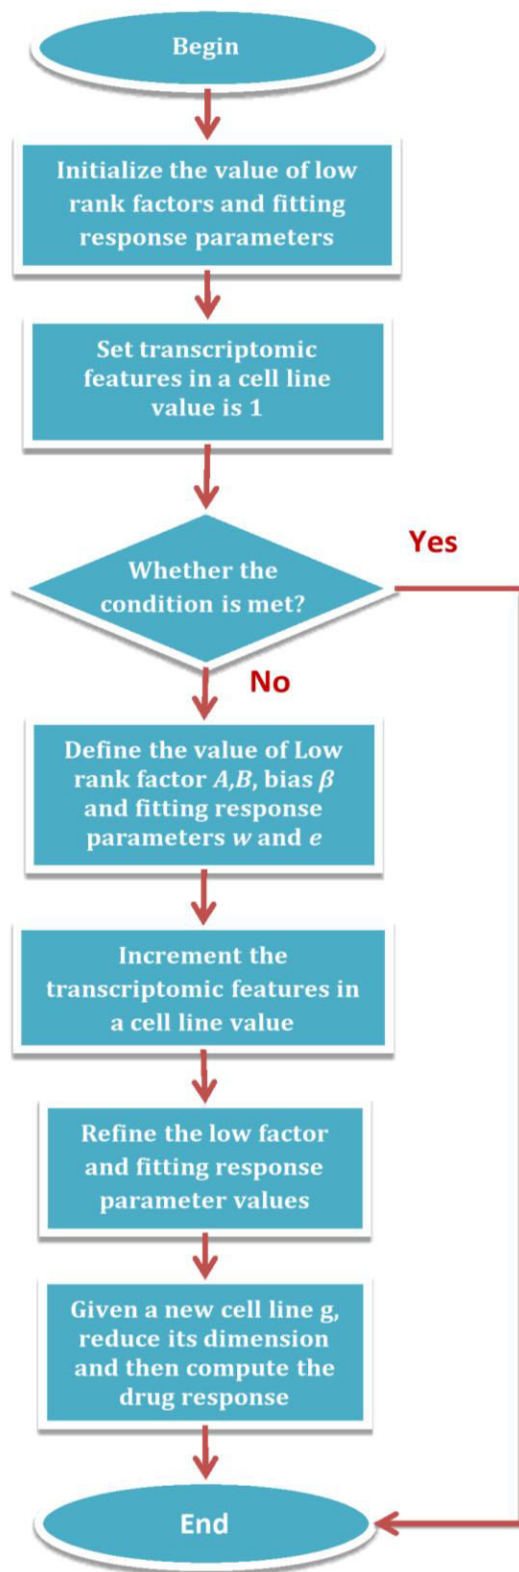 Begin
Initialize the value of low
rank factors and fitting
response parameters
Set transcriptomic
features in a cell line
value is 1
Yes
Whether the
condition is met?
No
Define the value of Low
rank factor A,B, bias β
and fitting response
parameters w and e
Increment the
transcriptomic features in
a cell line value
Refine the low factor
and fitting response
parameter values
Given a new cell line g,
reduce its dimension
and then compute the
drug response
End